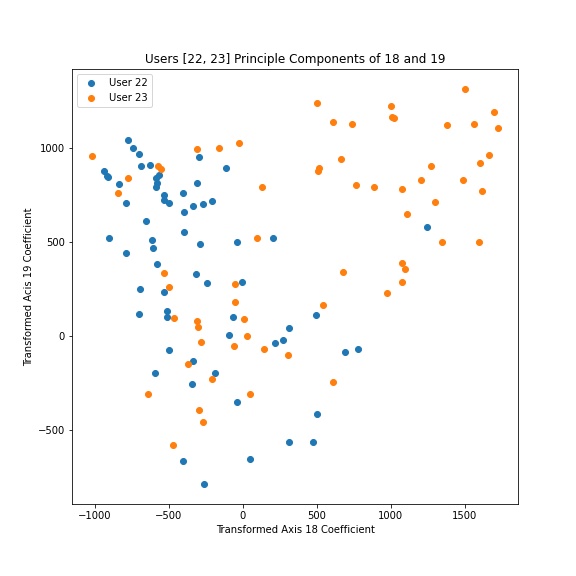 Users [22, 23] Principle Components of 18 and 19
User 22
User 23
Transformed Acis 19 Coefficient
1000
500
0
−500
−1000
−500
0
500
1000
1500
Transformed Axis 18 Coefficient